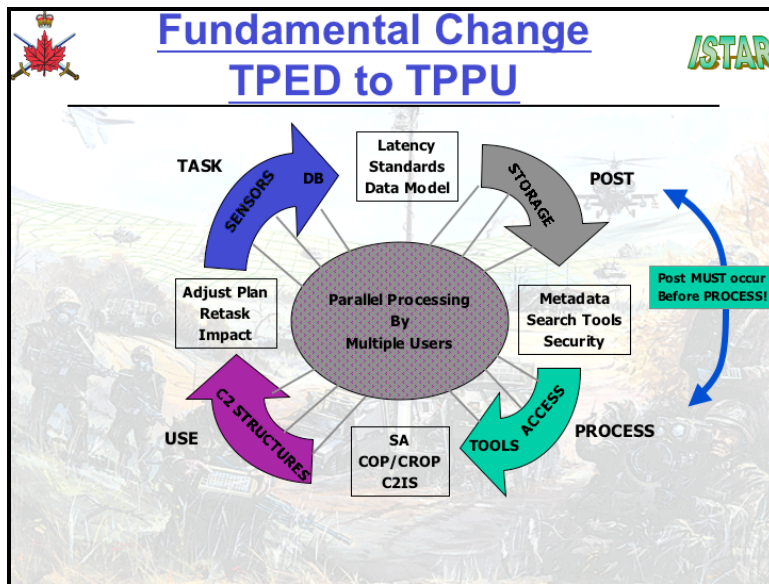 Fundamental Change
TPED to TPPU
ISTAR
TASK
SENSORS
DB
Latency
Standards
Data Model
STORAGE
POST
Post MUST occur
Before PROCESS!
Adjust Plan
Retask
Impact
Parallel Processing
By
Multiple Users
Metadata
Search Tools
Security
USE
C2 STRUCTURES
SA
COP/CROP
C2IS
TOOLS
ACCESS
PROCESS